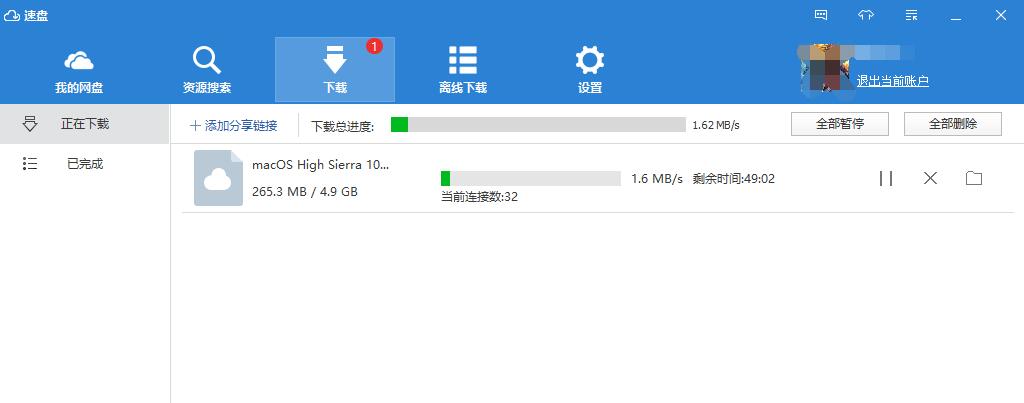 速盘
我的网盘
资源搜索
下载
1
离线下载
设置
退出当前账户
正在下载
已完成
+ 添加分享链接
下载总进度:
1.62MB/s
全部暂停
全部删除
macOS High Sierra 10...
265.3 MB / 4.9 GB
1.6 MB/s 剩余时间:49:02
当前连接数:32